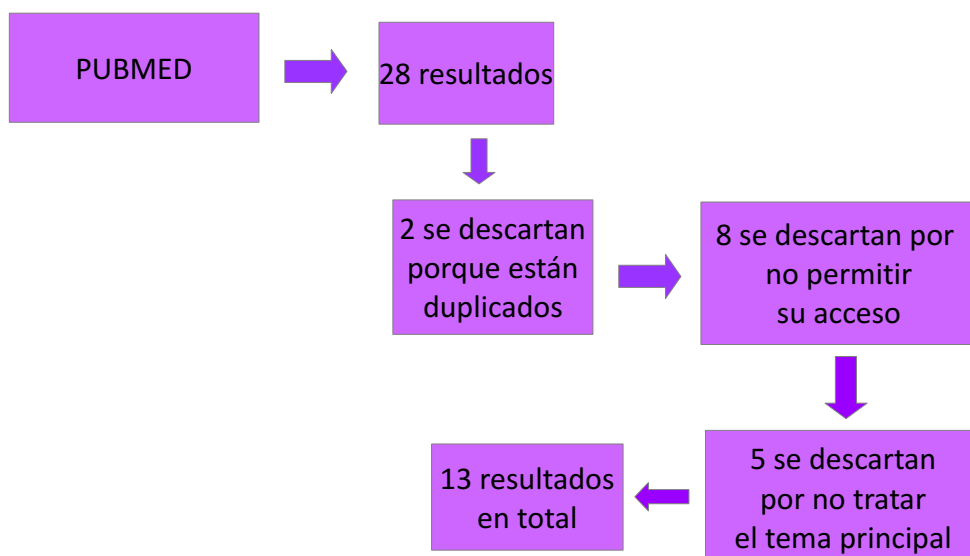 PUBMED
28 resultados
2 se descartan
porque están
duplicados
8 se descartan por
no permitir
su acceso
5 se descartan
por no tratar
el tema principal
13 resultados
en total